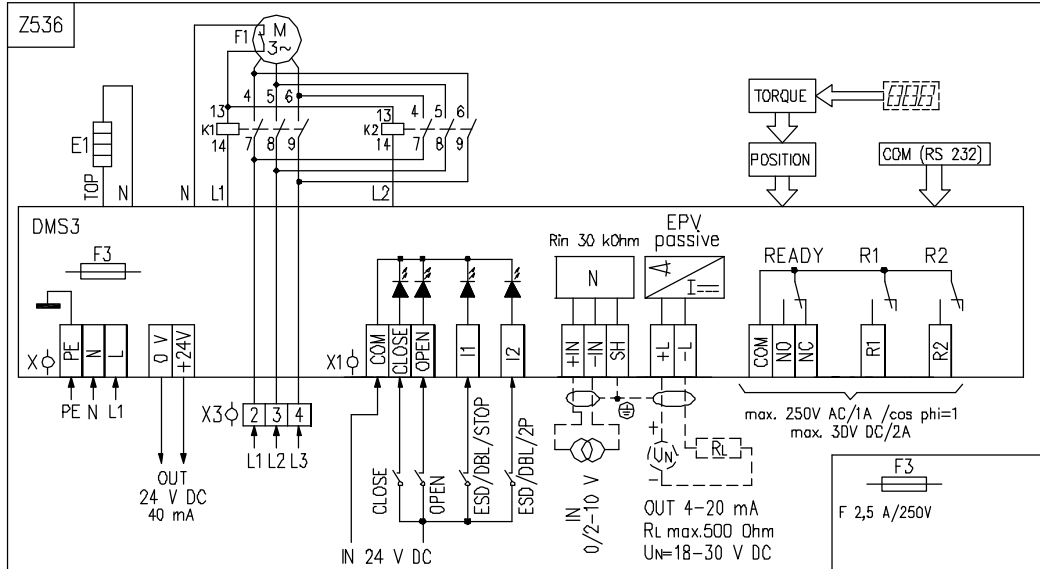 Z536
F1
M
3~
4 5 6
13
K1
14
7 8 9
13
K2
14
4 5 6
7 8 9
E1
TOP
N
N
L1
L2
TORQUE
POSITION
COM (RS 232)
DMS3
F3
Rin 30 kOhm
N
EPV
passive
I
READY
R1
R2
X
PE
N
L
0 V
+24V
X1
COM
CLOSE
OPEN
I1
I2
+IN
-IN
SH
+L
-L
COM
NO
NC
R1
R2
PE N L1
X3
2 3 4
L1 L2 L3
OUT
24 V DC
40 mA
CLOSE
OPEN
ESD/DBL/STOP
ESD/DBL/2P
IN 24 V DC
IN
0/2-10 V
+
UN
-
RL
OUT 4-20 mA
RL max.500 Ohm
UN=18-30 V DC
max. 250V AC/1A /cos phi=1
max. 30V DC/2A
F3
F 2,5 A/250V